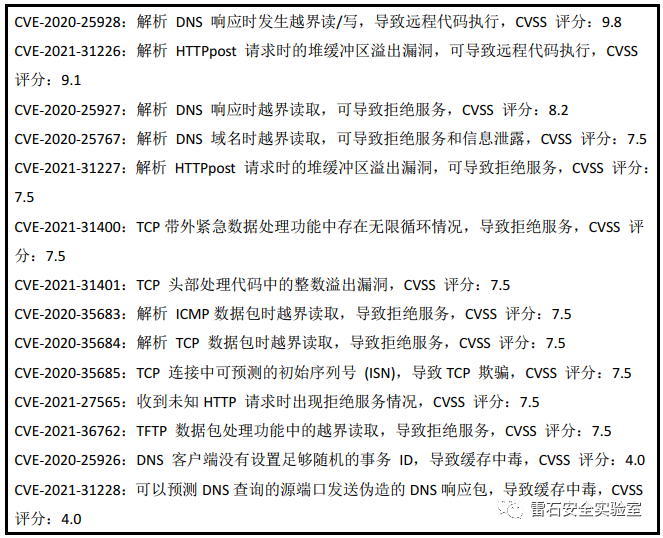 CVE-2020-25928：解析 DNS 响应时发生越界读/写，导致远程代码执行，CVSS 评分：9.8
CVE-2021-31226：解析 HTTPpost 请求时的堆缓冲区溢出漏洞，可导致远程代码执行，CVSS
评分：9.1
CVE-2020-25927：解析 DNS 响应时越界读取，可导致拒绝服务，CVSS 评分：8.2
CVE-2020-25767：解析 DNS 域名时越界读取，可导致拒绝服务和信息泄露，CVSS 评分：7.5
CVE-2021-31227：解析 HTTPpost 请求时的堆缓冲区溢出漏洞，可导致拒绝服务，CVSS 评分：
7.5
CVE-2021-31400：TCP 带外紧急数据处理功能中存在无限循环情况，导致拒绝服务，CVSS 评
分：7.5
CVE-2021-31401：TCP 头部处理代码中的整数溢出漏洞，CVSS 评分：7.5
CVE-2020-35683：解析 ICMP 数据包时越界读取，导致拒绝服务，CVSS 评分：7.5
CVE-2020-35684：解析 TCP 数据包时越界读取，导致拒绝服务，CVSS 评分：7.5
CVE-2020-35685：TCP 连接中可预测的初始序列号 (ISN)，导致 TCP 欺骗，CVSS 评分：7.5
CVE-2021-27565：收到未知 HTTP 请求时出现拒绝服务情况，CVSS 评分：7.5
CVE-2021-36762：TFTP 数据包处理功能中的越界读取，导致拒绝服务，CVSS 评分：7.5
CVE-2020-25926：DNS 客户端没有设置足够随机的事务 ID，导致缓存中毒，CVSS 评分：4.0
CVE-2021-31228：可以预测 DNS 查询的源端口发送伪造的 DNS 响应包，导致缓存中毒，CVSS
评分：4.0
雷石安全实验室